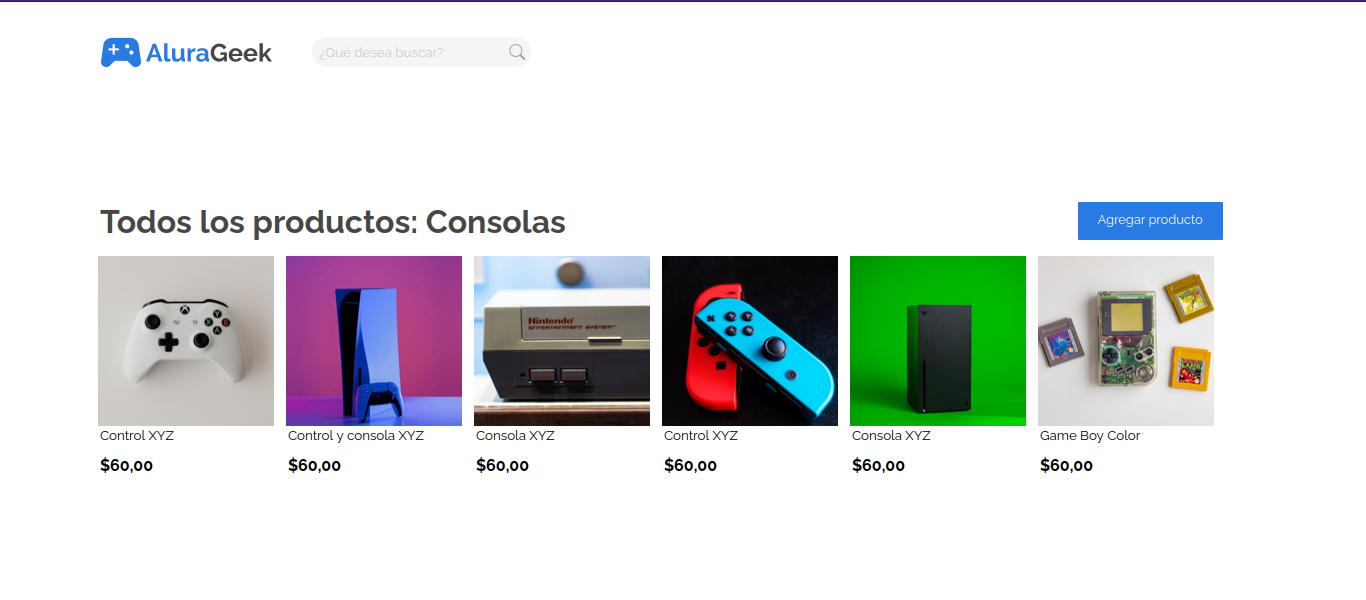 AluraGeek
¿Qué desea buscar?
Todos los productos: Consolas
Agregar producto
Nintendo
ENTERTAINMENT SYSTEM™
Control XYZ
Control y consola XYZ
Consola XYZ
Control XYZ
Consola XYZ
Game Boy Color
$60,00
$60,00
$60,00
$60,00
$60,00
$60,00